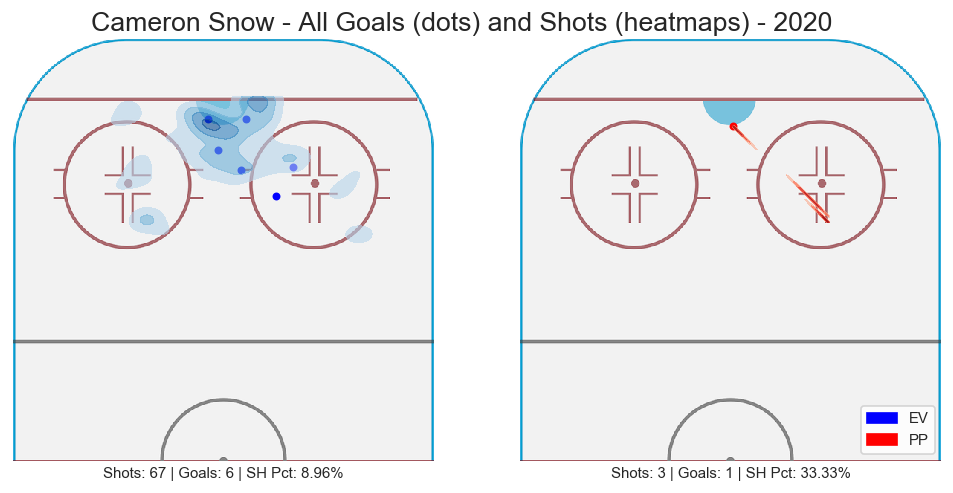 Cameron Snow - All Goals (dots) and Shots (heatmaps) - 2020
EV
PP
Shots: 67 | Goals: 6 | SH Pct: 8.96%
Shots: 3 | Goals: 1 | SH Pct: 33.33%